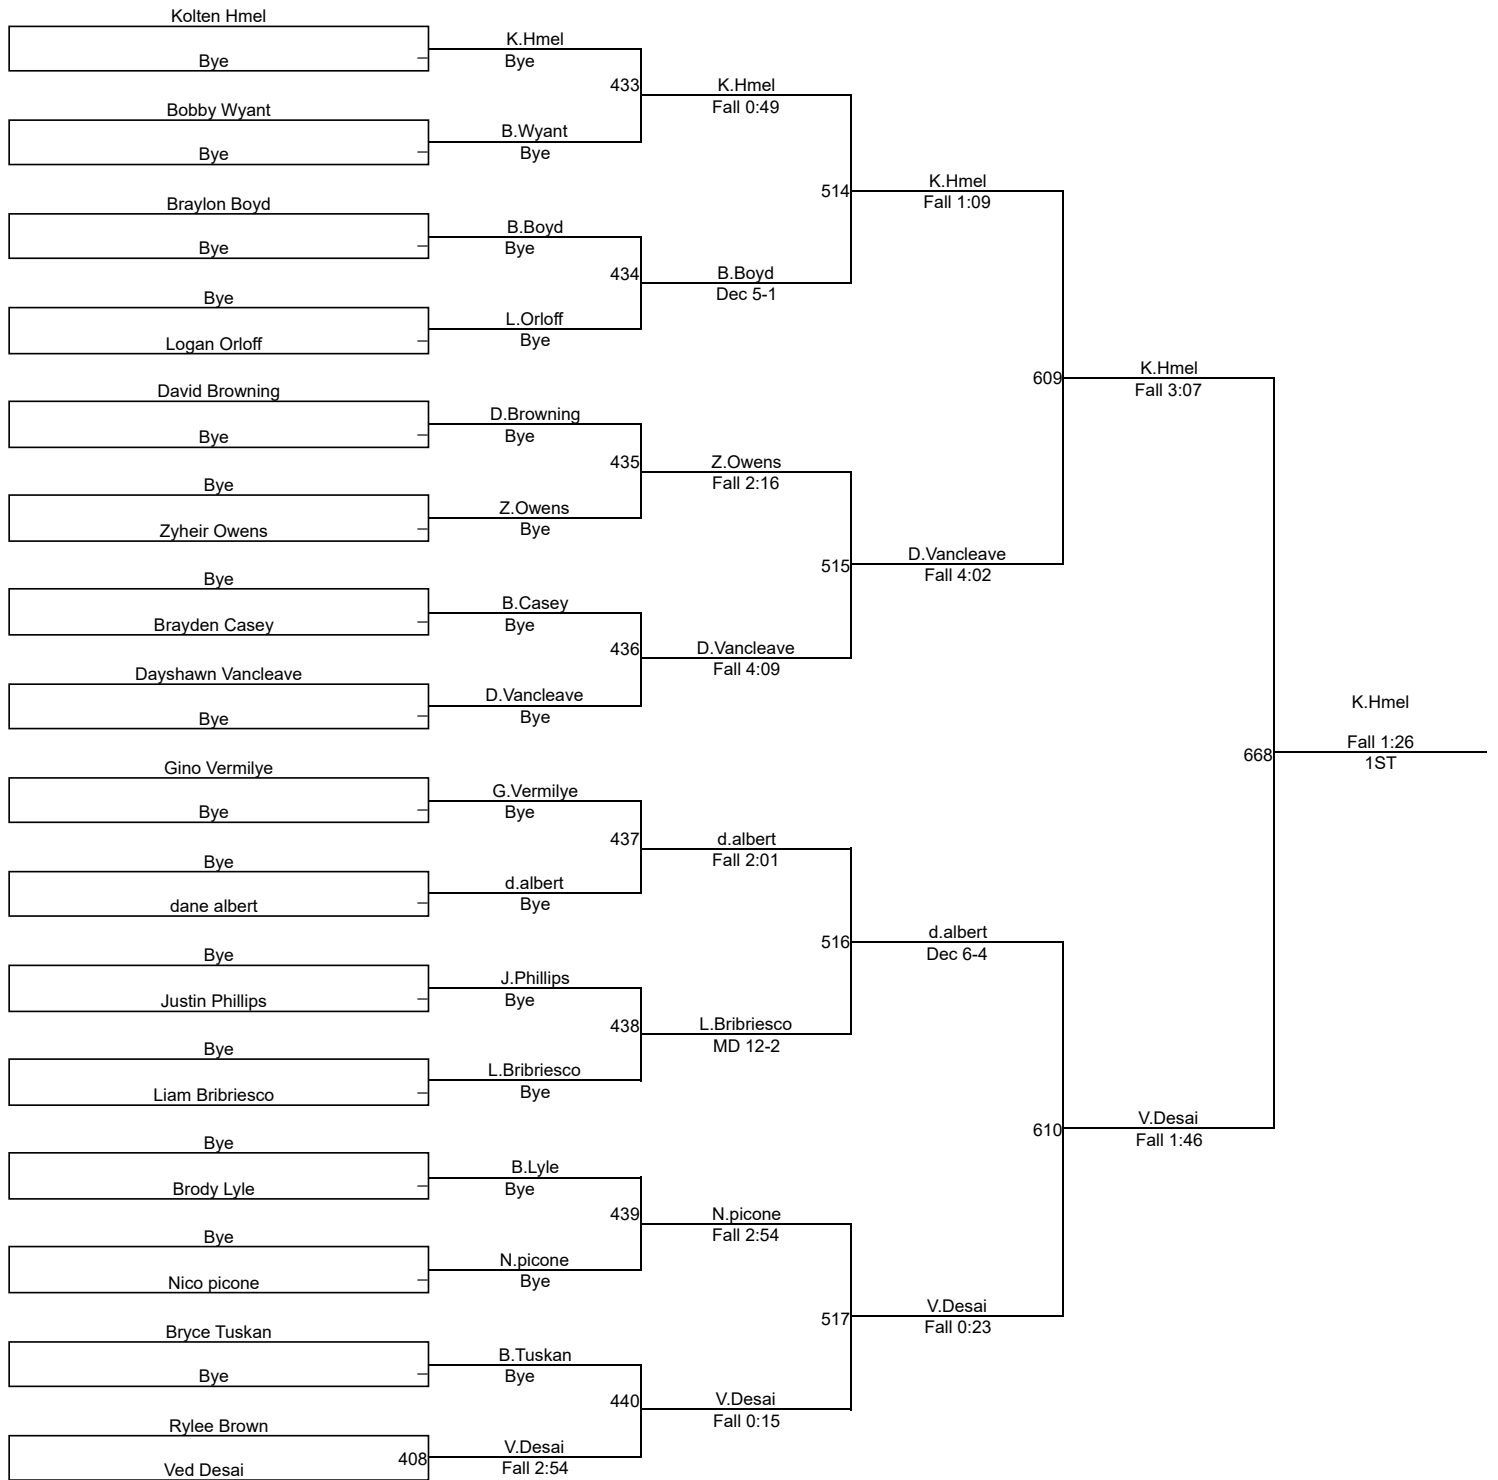 Kolten Hmel
Bye
K.Hmel
Bye
433
Bobby Wyant
Bye
B.Wyant
Bye
K.Hmel
Fall 0:49
514
Braylon Boyd
Bye
B.Boyd
Bye
434
Bye
Logan Orloff
L.Orloff
Bye
B.Boyd
Dec 5-1
K.Hmel
Fall 1:09
609
David Browning
Bye
D.Browning
Bye
435
Bye
Zyheir Owens
Z.Owens
Bye
Z.Owens
Fall 2:16
515
Bye
Brayden Casey
B.Casey
Bye
436
Dayshawn Vancleave
Bye
D.Vancleave
Bye
D.Vancleave
Fall 4:09
D.Vancleave
Fall 4:02
K.Hmel
Fall 3:07
668
K.Hmel
Fall 1:26
1ST
Gino Vermilye
Bye
G.Vermilye
Bye
437
Bye
dane albert
d.albert
Bye
d.albert
Fall 2:01
516
Bye
Justin Phillips
J.Phillips
Bye
438
Bye
Liam Bribriesco
L.Bribriesco
Bye
L.Bribriesco
MD 12-2
d.albert
Dec 6-4
610
Bye
Brody Lyle
B.Lyle
Bye
439
Bye
Nico picone
N.picone
Bye
N.picone
Fall 2:54
517
Bryce Tuskan
Bye
B.Tuskan
Bye
440
Rylee Brown
Ved Desai
408
V.Desai
Fall 2:54
V.Desai
Fall 0:15
V.Desai
Fall 0:23
V.Desai
Fall 1:46